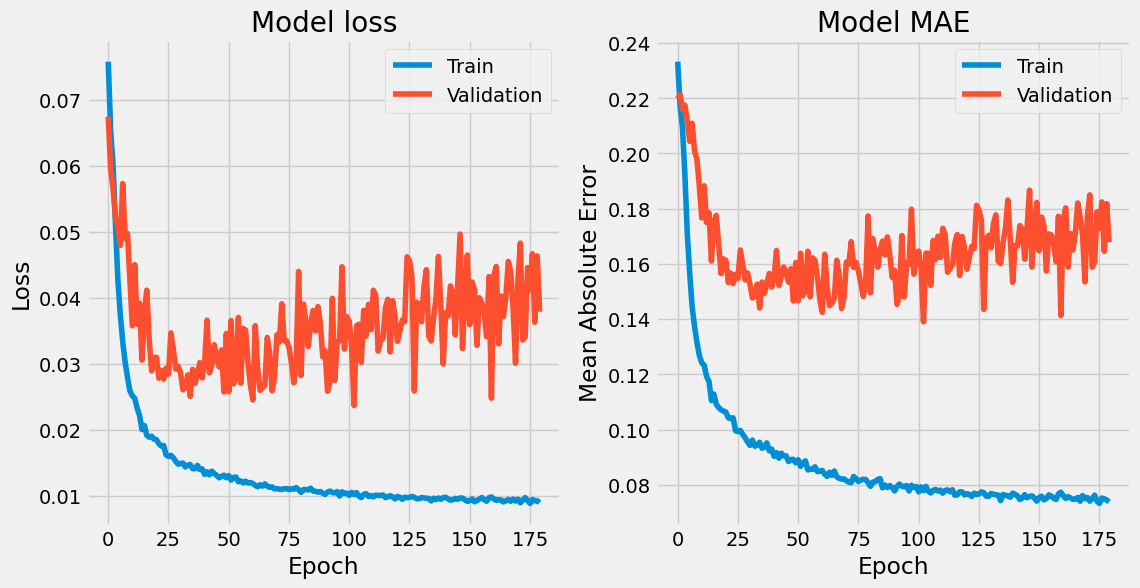 Model loss
Train
Validation
0.07
0.06
0.05
0.04
0.03
0.02
0.01
Loss
0 25 50 75 100 125 150 175
Epoch
Model MAE
Train
Validation
0.24
0.22
0.20
0.18
0.16
0.14
0.12
0.10
0.08
Mean Absolute Error
0 25 50 75 100 125 150 175
Epoch